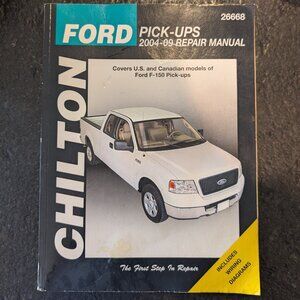 26668
FORD PICK-UPS
2004-09 REPAIR MANUAL
Covers U.S. and Canadian models of
Ford F-150 Pick-ups
CHILTON
Ford
INCLUDES
WIRING
DIAGRAMS
The First Step In Repair